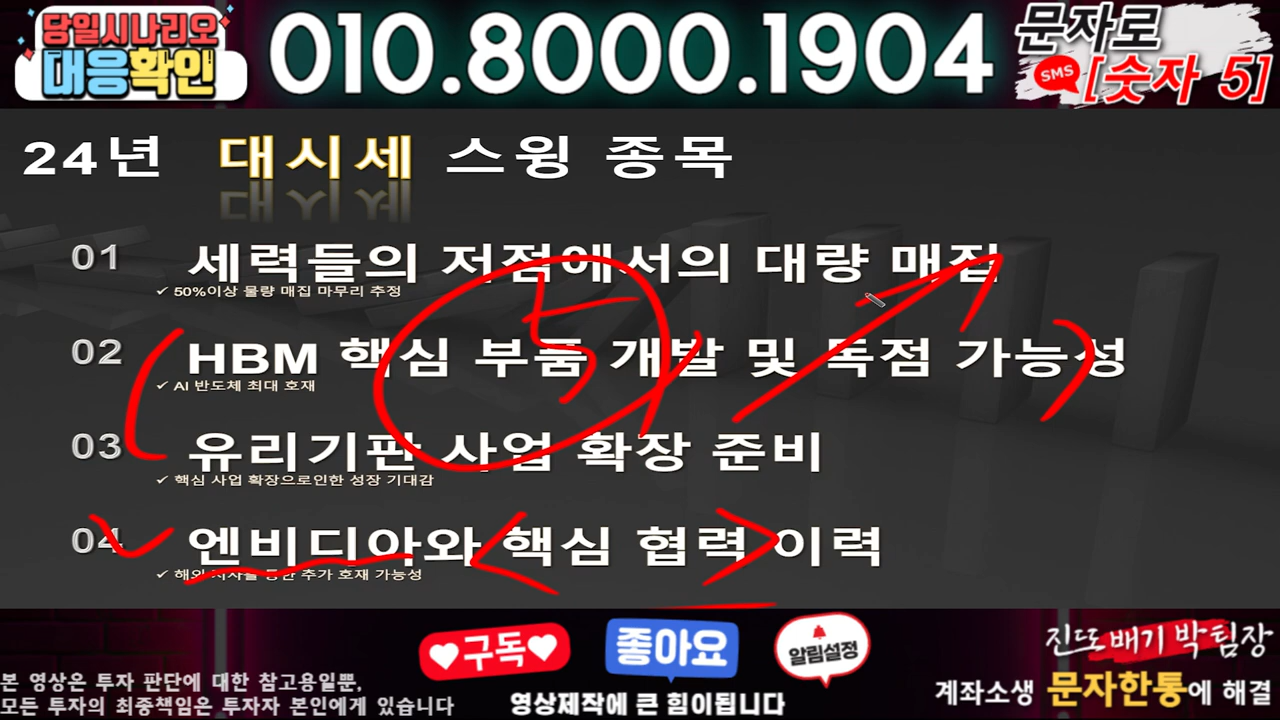 당일시나리오
대응확인
010.8000.1904
문자로
SMS [숫자 5]
24년 대시세 스윙 종목
01 세력들의 저점에서의 대량 매집
✓ 50%이상 물량 매집 마무리 추정
02 HBM 핵심 부품 개발 및 독점 가능성
✓ AI 반도체 최대 호재
03 유리기판 사업 확장 준비
✓ 핵심 사업 확장으로인한 성장 기대감
04 엔비디아와 핵심 협력 이력
✓ 해외 통한 추가 호재 가능성
5
구독
좋아요
알림설정
영상제작에 큰 힘이됩니다
본 영상은 투자 판단에 대한 참고용일뿐,
모든 투자의 최종책임은 투자자 본인에게 있습니다
진또배기 박팀장
계좌소생 문자한통에 해결